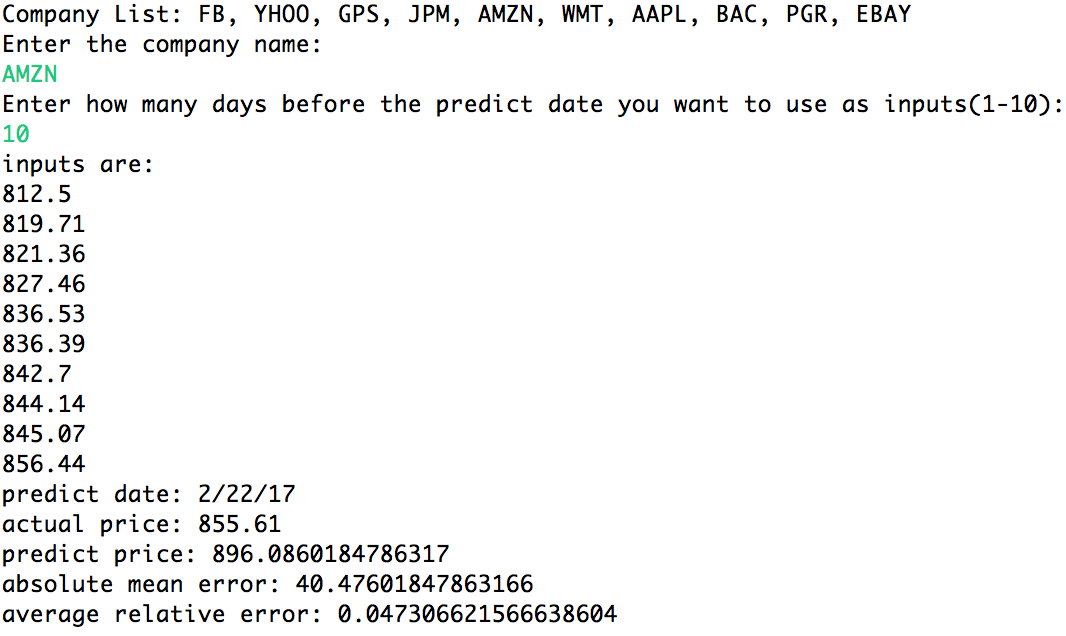 Company List: FB, YHOO, GPS, JPM, AMZN, WMT, AAPL, BAC, PGR, EBAY
Enter the company name:
AMZN
Enter how many days before the predict date you want to use as inputs(1-10):
10
inputs are:
812.5
819.71
821.36
827.46
836.53
836.39
842.7
844.14
845.07
856.44
predict date: 2/22/17
actual price: 855.61
predict price: 896.0860184786317
absolute mean error: 40.47601847863166
average relative error: 0.047306621566638604